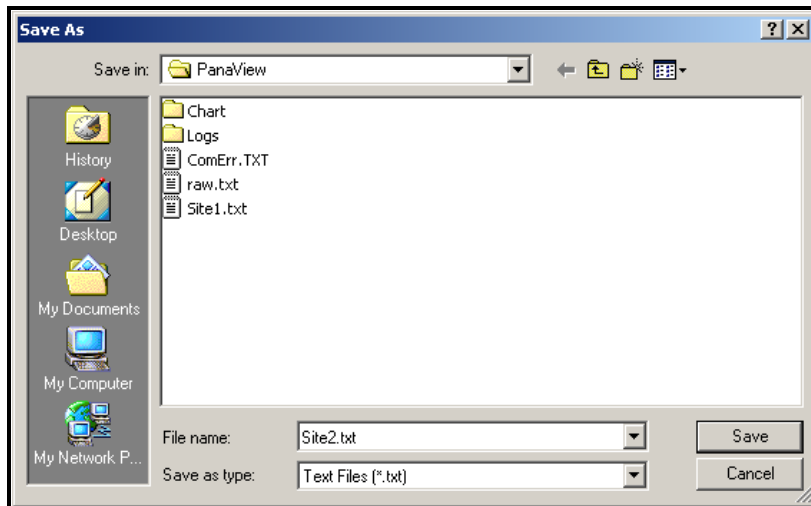 Save As
Save in:
PanaView
History
Desktop
My Documents
My Computer
My Network P...
Chart
Logs
ComErr.TXT
raw.txt
Site1.txt
File name:
Site2.txt
Save
Save as type:
Text Files (*.txt)
Cancel